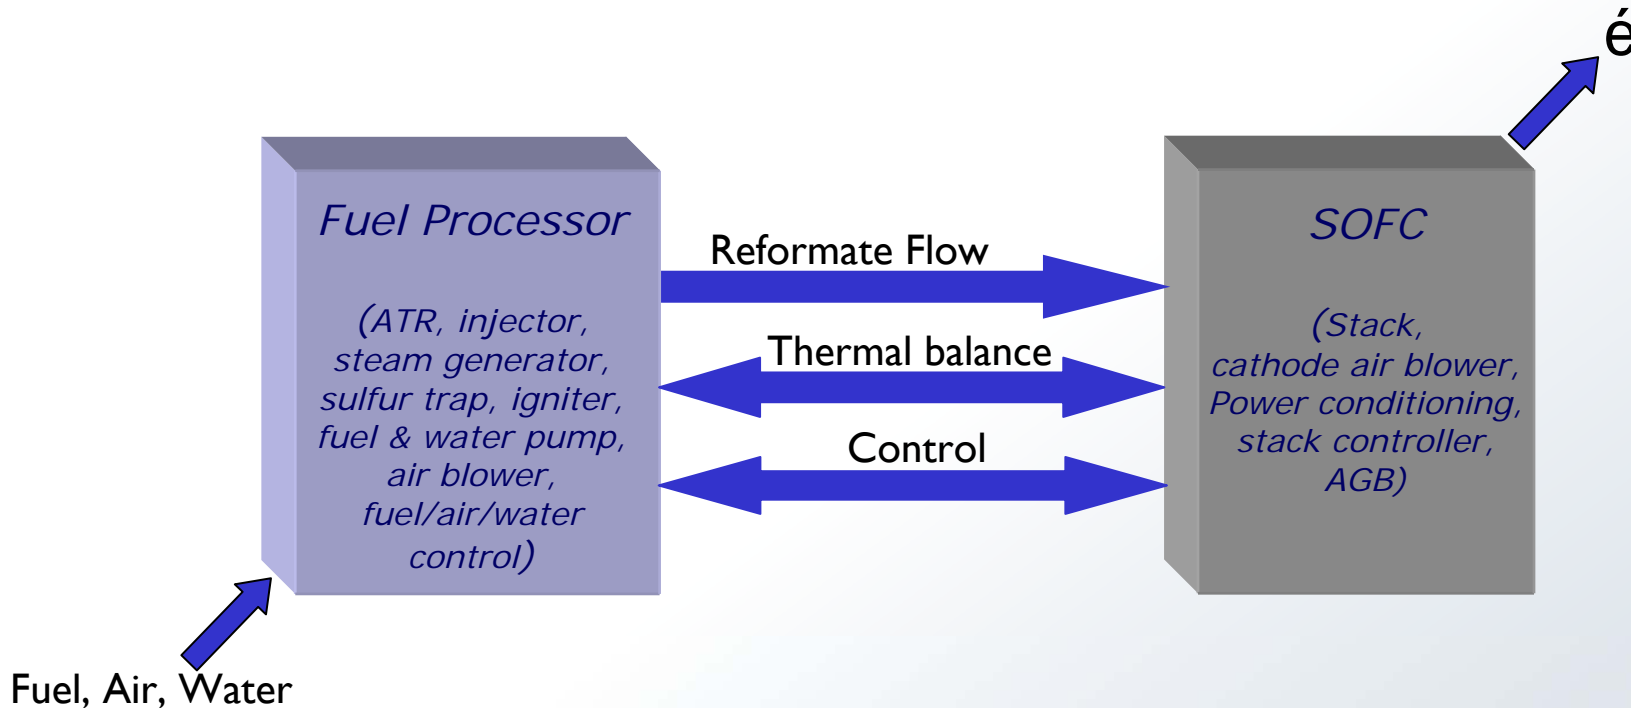 é
Fuel Processor
(ATR, injector,
steam generator,
sulfur trap, igniter,
fuel & water pump,
air blower,
fuel/air/water
control)
Reformate Flow
Thermal balance
Control
SOFC
(Stack,
cathode air blower,
Power conditioning,
stack controller,
AGB)
Fuel, Air, Water